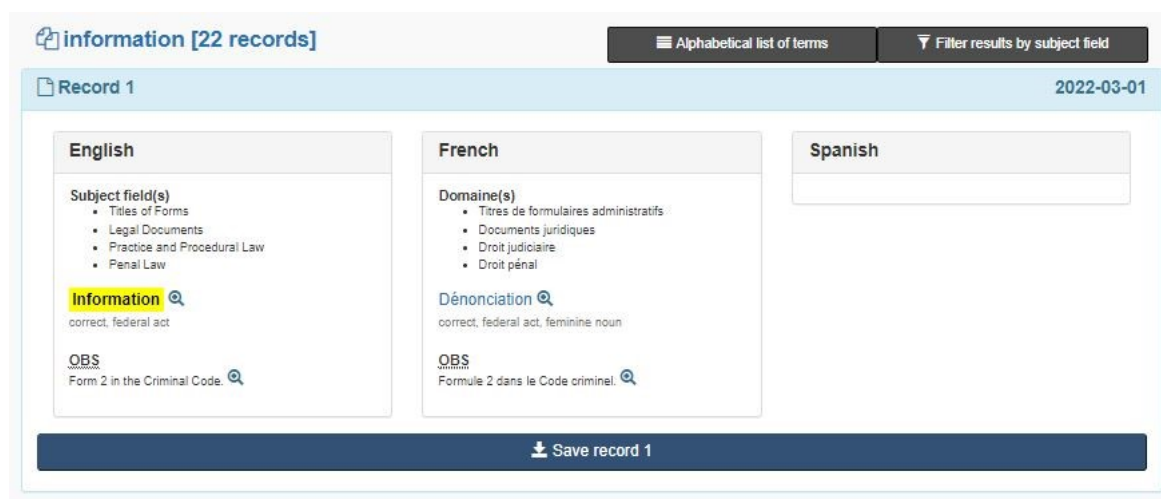 information [22 records]
Alphabetical list of terms
Filter results by subject field
Record 1
2022-03-01
English
Subject field(s)
• Titles of Forms
• Legal Documents
• Practice and Procedural Law
• Penal Law
Information
correct, federal act
OBS
Form 2 in the Criminal Code.
French
Domaine(s)
• Titres de formulaires administratifs
• Documents juridiques
• Droit judiciaire
• Droit pénal
Dénonciation
correct, federal act, feminine noun
OBS
Formule 2 dans le Code criminel.
Spanish
Save record 1